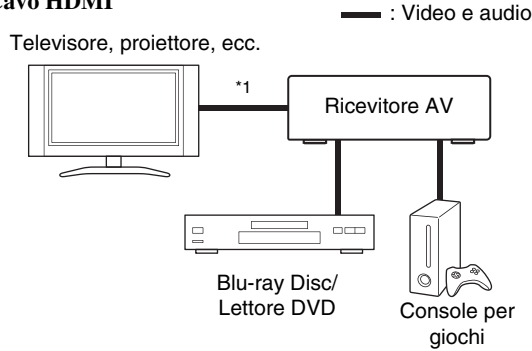 cavo HDMI
: Video e audio
Televisore, proiettore, ecc.
*1
Ricevitore AV
Blu-ray Disc/
Lettore DVD
Console per
giochi